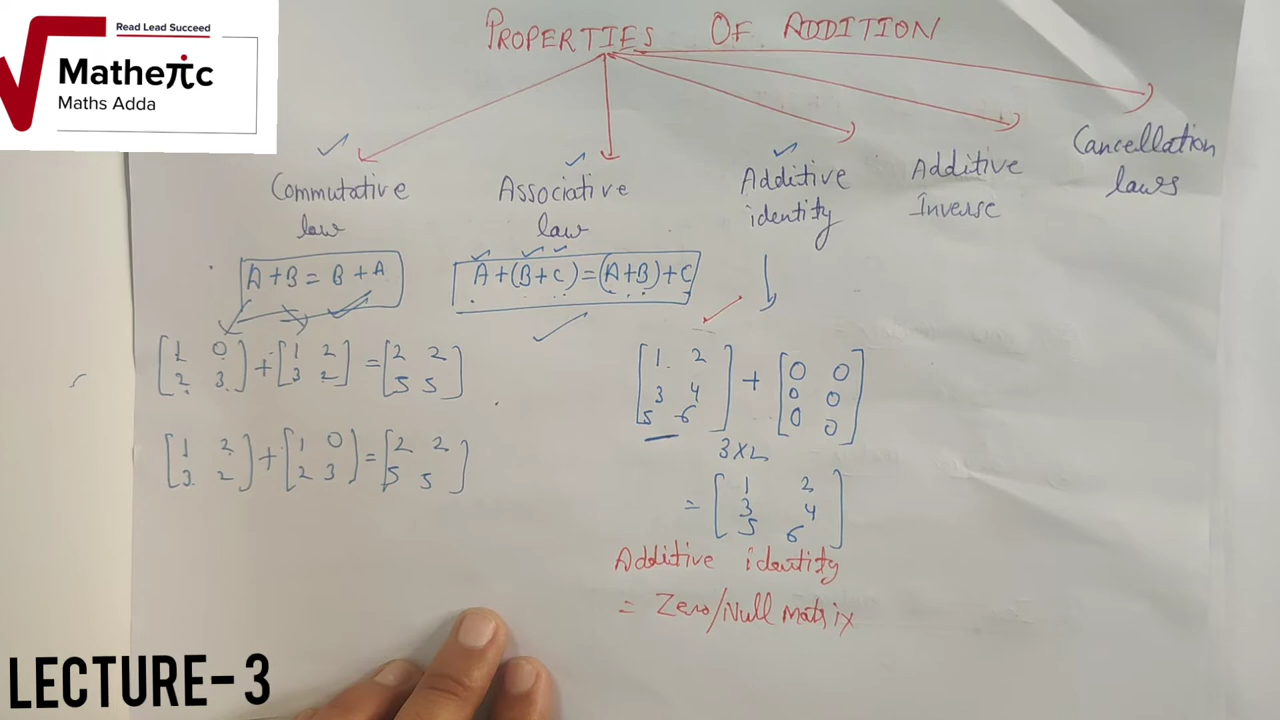 Read Lead Succeed
Matheπc
Maths Adda
PROPERTIES OF ADDITION
Commutative
law
A+B = B+A
[1 0
2 3] + [1 2
3 2] = [2 2
5 5]
[1 2
3 2] + [1 0
2 3] = [2 2
5 5]
Associative
law
A+(B+C)=(A+B)+C
Additive
identity
[1 2
3 4
5 6] + [0 0
0 0
0 0]
3×2
= [1 2
3 4
5 6]
Additive identity
= Zero/Null matrix
Additive
Inverse
Cancellation
laws
LECTURE-3